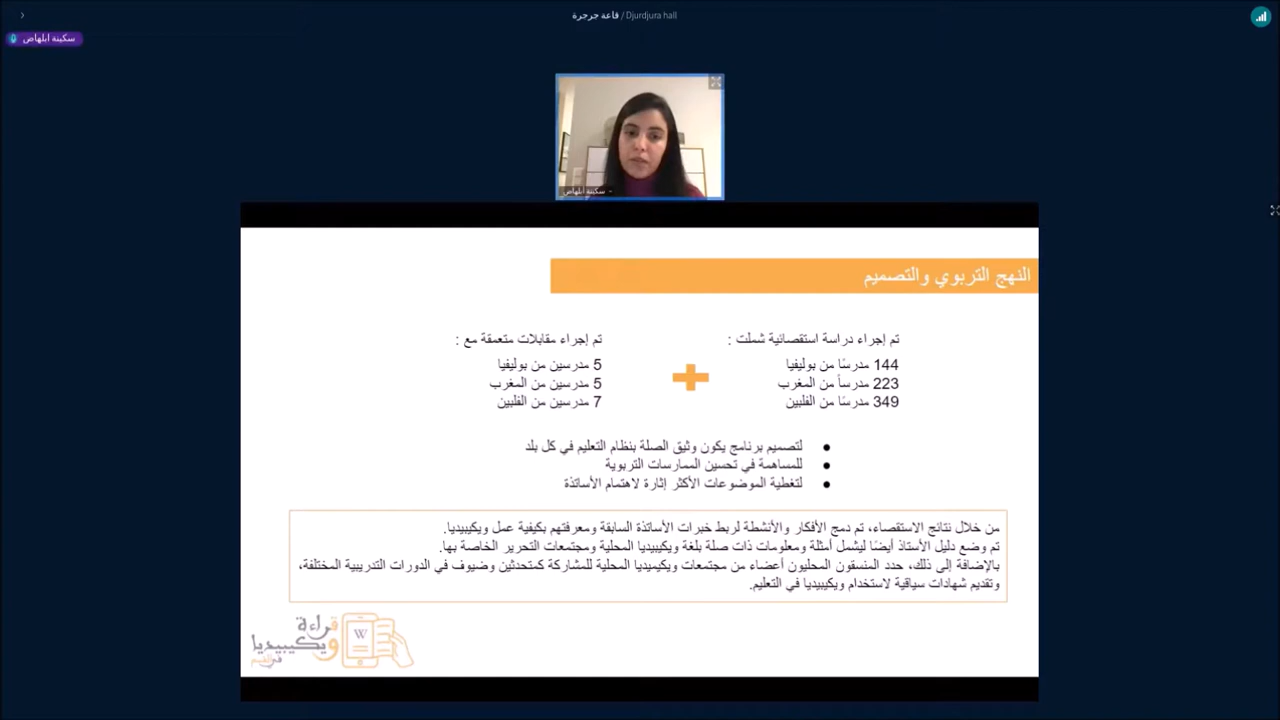 قاعة جرجرة / Djurdjura hall
سكينة ابلهاض
سكينة ابلهاض
النهج التربوي والتصميم
تم إجراء دراسة استقصائية شملت :
144 مدرسًا من بوليفيا
223 مدرساً من المغرب
349 مدرسًا من الفلبين
تم إجراء مقابلات متعمقة مع :
5 مدرسين من بوليفيا
5 مدرسين من المغرب
7 مدرسين من الفلبين
● لتصميم برنامج يكون وثيق الصلة بنظام التعليم في كل بلد
● للمساهمة في تحسين الممارسات التربوية
● لتغطية الموضوعات الأكثر إثارة لاهتمام الأساتذة
من خلال نتائج الاستقصاء، تم دمج الأفكار والأنشطة لربط خبرات الأساتذة السابقة ومعرفتهم بكيفية عمل ويكيبيديا.
تم وضع دليل الأستاذ أيضًا ليشمل أمثلة ومعلومات ذات صلة بلغة ويكيبيديا المحلية ومجتمعات التحرير الخاصة بها.
بالإضافة إلى ذلك، حدد المنسقون المحليون أعضاء من مجتمعات ويكيميديا المحلية للمشاركة كمتحدثين وضيوف في الدورات التدريبية المختلفة،
وتقديم شهادات سياقية لاستخدام ويكيبيديا في التعليم.
قراءة
ويكيبيديا
في القسم
W